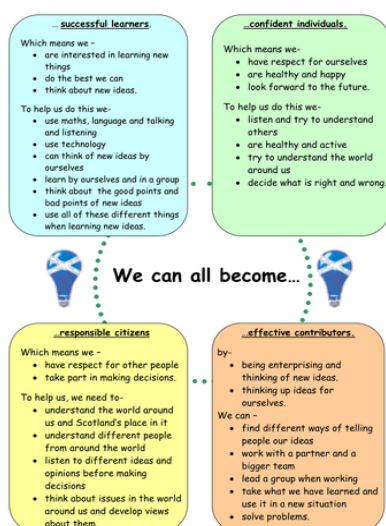 ... successful learners.
Which means we –
are interested in learning new
things
do the best we can
think about new ideas.
To help us do this we-
use maths, language and talking
and listening
use technology
can think of new ideas by
ourselves
learn by ourselves and in a group
think about the good points and
bad points of new ideas
use all of these different things
when learning new ideas.
...confident individuals.
Which means we-
have respect for ourselves
are healthy and happy
look forward to the future.
To help us do this we-
listen and try to understand
others
are healthy and active
try to understand the world
around us
decide what is right and wrong.
We can all become...
...responsible citizens
Which means we –
have respect for other people
take part in making decisions.
To help us, we need to-
understand the world around
us and Scotland's place in it
understand different people
from around the world
listen to different ideas and
opinions before making
decisions
think about issues in the world
around us and develop views
about them
...effective contributors.
by-
being enterprising and
thinking of new ideas.
thinking up ideas for
ourselves.
We can –
find different ways of telling
people our ideas
work with a partner and a
bigger team
lead a group when working
take what we have learned and
use it in a new situation
solve problems.